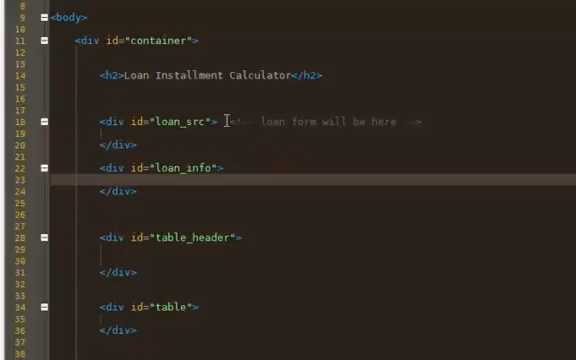 8
9 <body>
10
11 <div id="container">
12
13
14 <h2>Loan Installment Calculator</h2>
15
16
17
18 <div id="loan_src"> <!-- loan form will be here -->
19
20 </div>
21
22 <div id="loan_info">
23
24 </div>
25
26
27
28 <div id="table_header">
29
30
31 </div>
32
33
34 <div id="table">
35
36 </div>
37
38